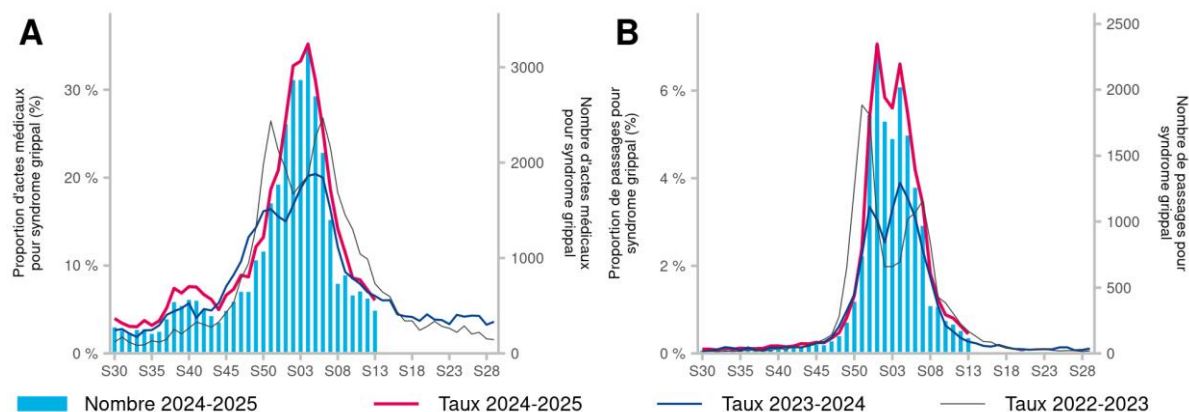 A
Proportion d'actes médicaux
pour syndrome grippal (%)
30 %
20 %
10 %
0 %
3000
2000
1000
0
Nombre d'actes médicaux
pour syndrome grippal
S30
S35
S40
S45
S50
S03
S08
S13
S18
S23
S28
B
Proportion de passages pour
syndrome grippal (%)
6 %
4 %
2 %
0 %
2500
2000
1500
1000
500
0
Nombre de passages pour
syndrome grippal
S30
S35
S40
S45
S50
S03
S08
S13
S18
S23
S28
Nombre 2024-2025
Taux 2024-2025
Taux 2023-2024
Taux 2022-2023